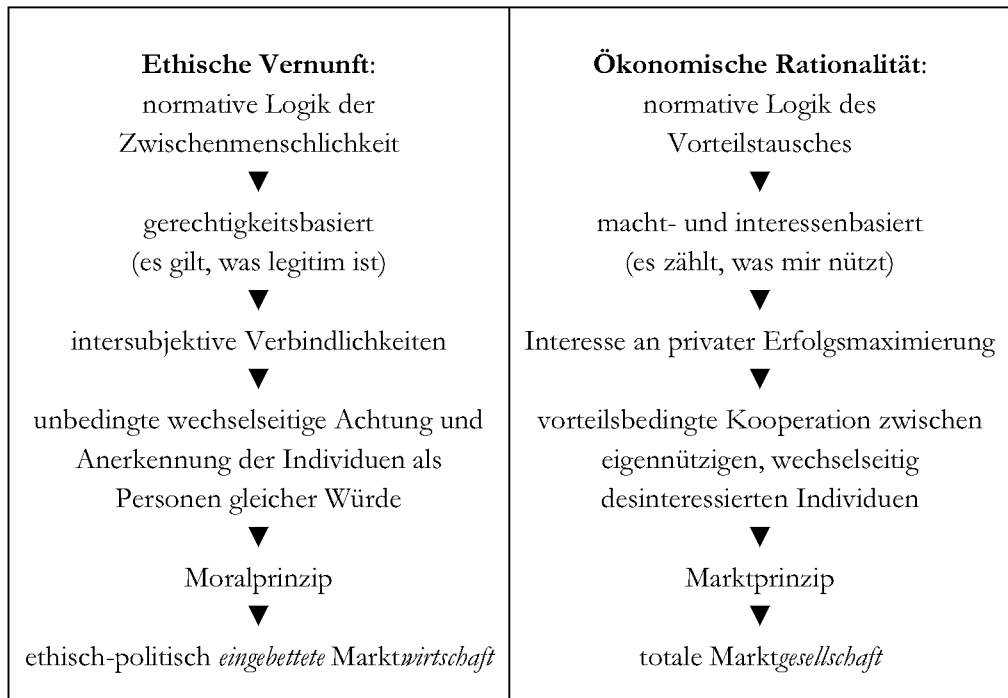 Ethische Vernunft:
normative Logik der
Zwischenmenschlichkeit
▼
gerechtigkeitsbasiert
(es gilt, was legitim ist)
▼
intersubjektive Verbindlichkeiten
▼
unbedingte wechselseitige Achtung und
Anerkennung der Individuen als
Personen gleicher Würde
▼
Moralprinzip
▼
ethisch-politisch eingebettete Marktwirtschaft
Ökonomische Rationalität:
normative Logik des
Vorteilstausches
▼
macht- und interessenbasiert
(es zählt, was mir nützt)
▼
Interesse an privater Erfolgsmaximierung
▼
vorteilsbedingte Kooperation zwischen
eigennützigen, wechselseitig
desinteressierten Individuen
▼
Marktprinzip
▼
totale Marktgesellschaft